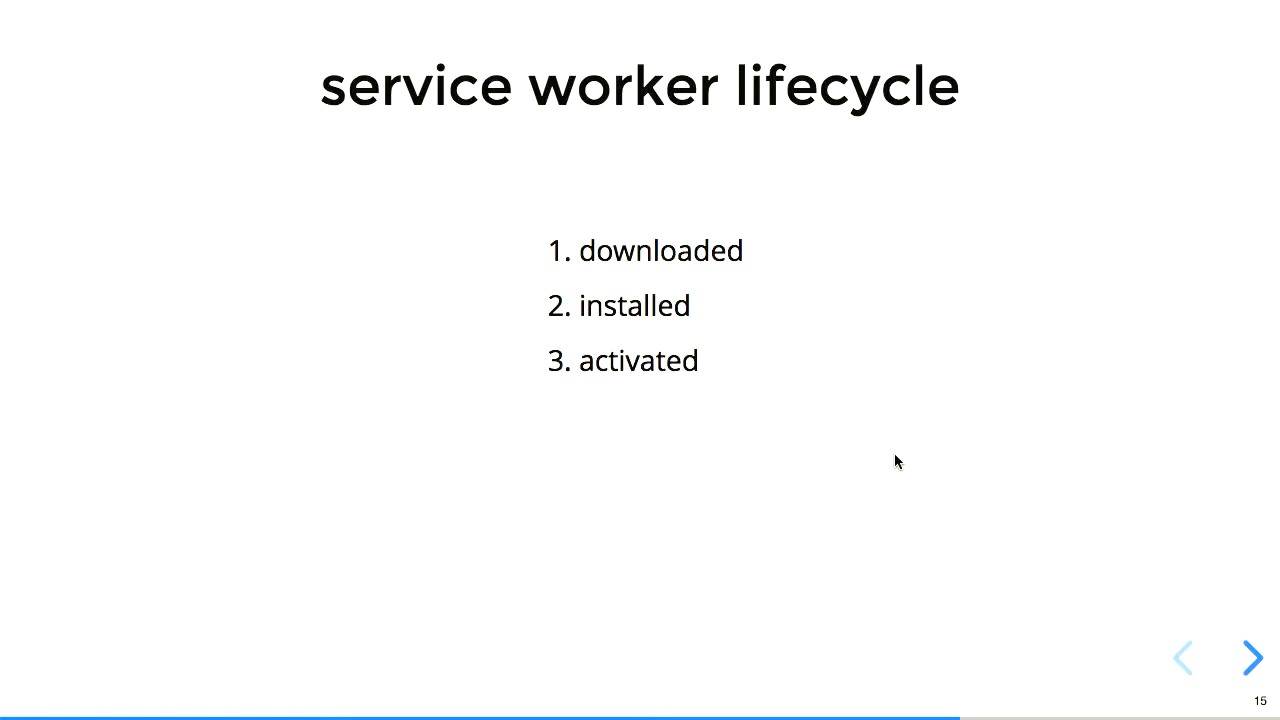 service worker lifecycle
1. downloaded
2. installed
3. activated
15